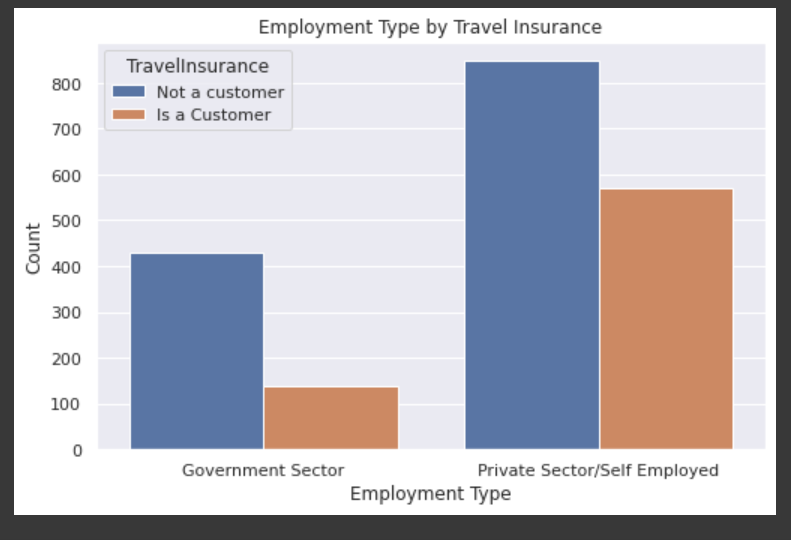 Employment Type by Travel Insurance
TravelInsurance
Not a customer
Is a Customer
800
700
600
500
400
300
200
100
0
Count
Government Sector
Private Sector/Self Employed
Employment Type